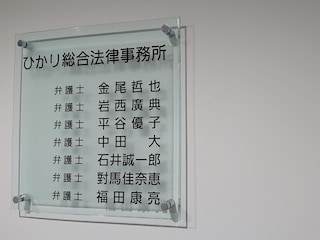 ひかり総合法律事務所
弁護士 金尾哲也
弁護士 岩西廣典
弁護士 平谷優子
弁護士 中田 大
弁護士 石井誠一郎
弁護士 對馬佳奈恵
弁護士 福田康亮